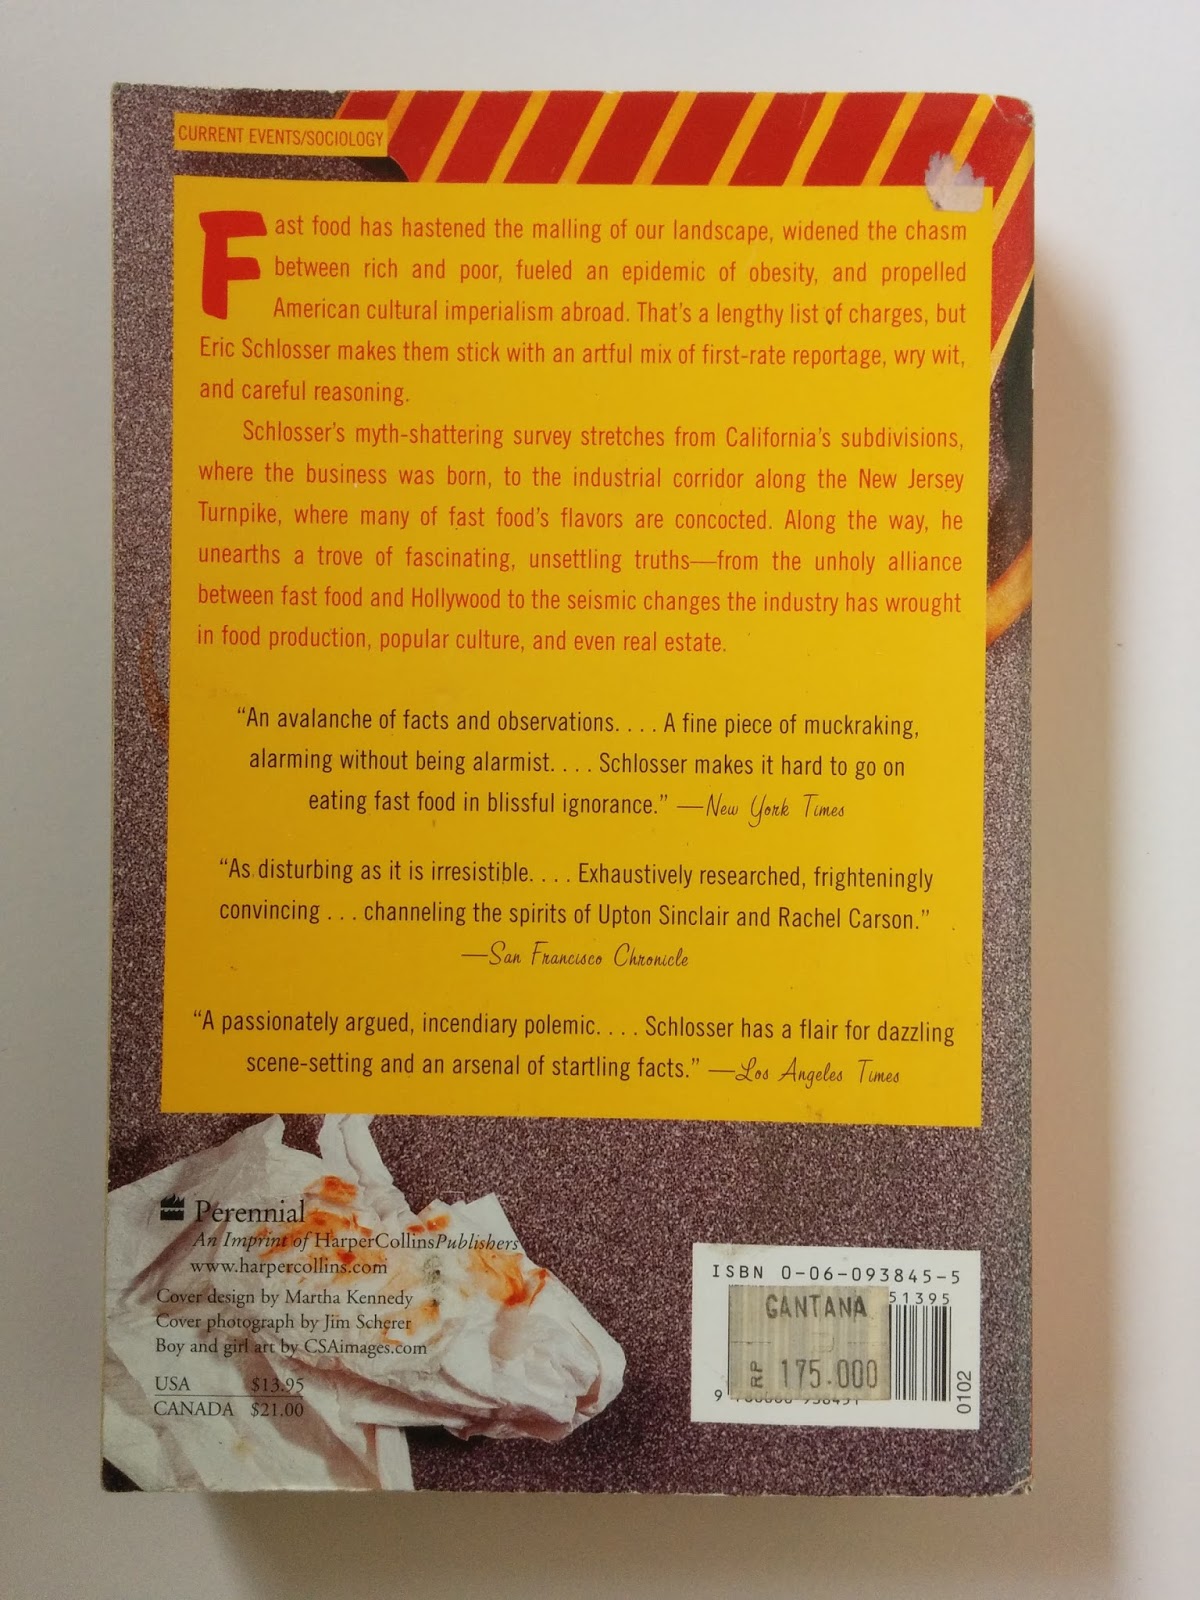 CURRENT EVENTS/SOCIOLOGY
Fast food has hastened the malling of our landscape, widened the chasm
between rich and poor, fueled an epidemic of obesity, and propelled
American cultural imperialism abroad. That's a lengthy list of charges, but
Eric Schlosser makes them stick with an artful mix of first-rate reportage, wry wit,
and careful reasoning.
Schlosser's myth-shattering survey stretches from California's subdivisions,
where the business was born, to the industrial corridor along the New Jersey
Turnpike, where many of fast food's flavors are concocted. Along the way, he
unearths a trove of fascinating, unsettling truths—from the unholy alliance
between fast food and Hollywood to the seismic changes the industry has wrought
in food production, popular culture, and even real estate.
“An avalanche of facts and observations. . . . A fine piece of muckraking,
alarming without being alarmist. . . . Schlosser makes it hard to go on
eating fast food in blissful ignorance.” —New York Times
“As disturbing as it is irresistible. . . . Exhaustively researched, frighteningly
convincing . . . channeling the spirits of Upton Sinclair and Rachel Carson.”
—San Francisco Chronicle
“A passionately argued, incendiary polemic. . . . Schlosser has a flair for dazzling
scene-setting and an arsenal of startling facts.” —Los Angeles Times
Perennial
An Imprint of HarperCollinsPublishers
www.harpercollins.com
Cover design by Martha Kennedy
Cover photograph by Jim Scherer
Boy and girl art by CSAimages.com
USA $13.95
CANADA $21.00
ISBN 0-06-093845-5
51395
GANTANA
RP 175.000
9
0102